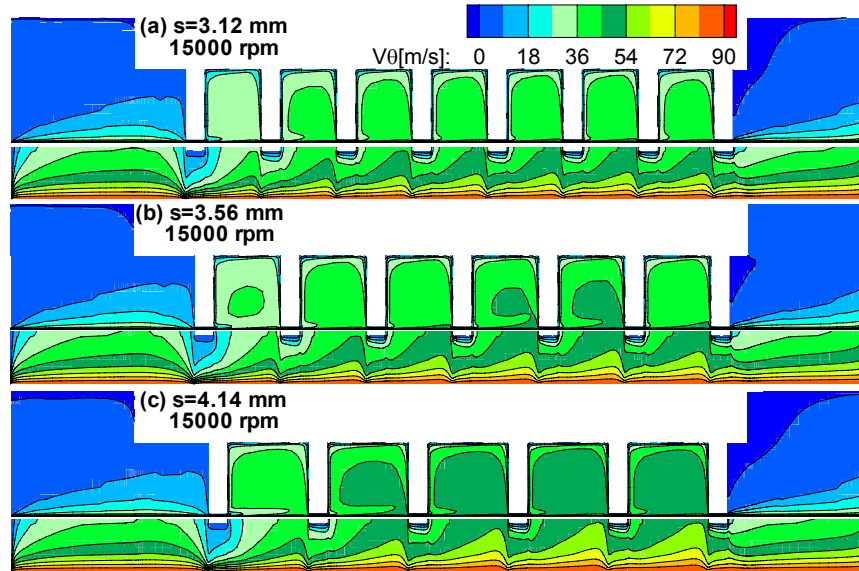 (a) s=3.12 mm
15000 rpm
Vθ[m/s]: 0 18 36 54 72 90
(b) s=3.56 mm
15000 rpm
(c) s=4.14 mm
15000 rpm